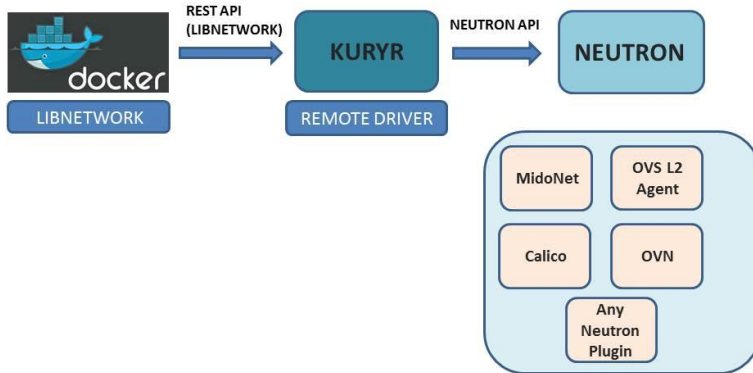 REST API
(LIBNETWORK)
NEUTRON API
docker
KURYR
NEUTRON
LIBNETWORK
REMOTE DRIVER
MidoNet
OVS L2
Agent
Calico
OVN
Any
Neutron
Plugin